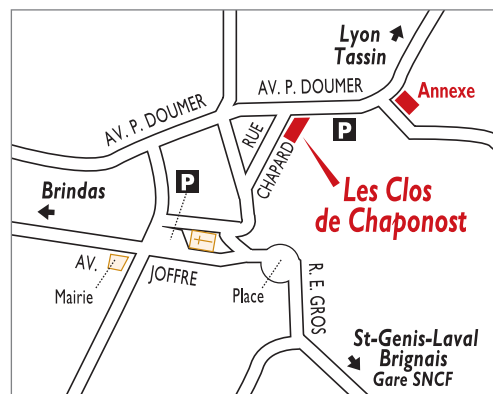 Lyon
Tassin
AV. P. DOUMER
Annexe
AV. P. DOUMER
RUE
CHAPARD
P
P
Brindas
Les Clos
de Chaponost
AV.
JOFFRE
Mairie
Place
R. E. GROS
St-Genis-Laval
Brignais
Gare SNCF